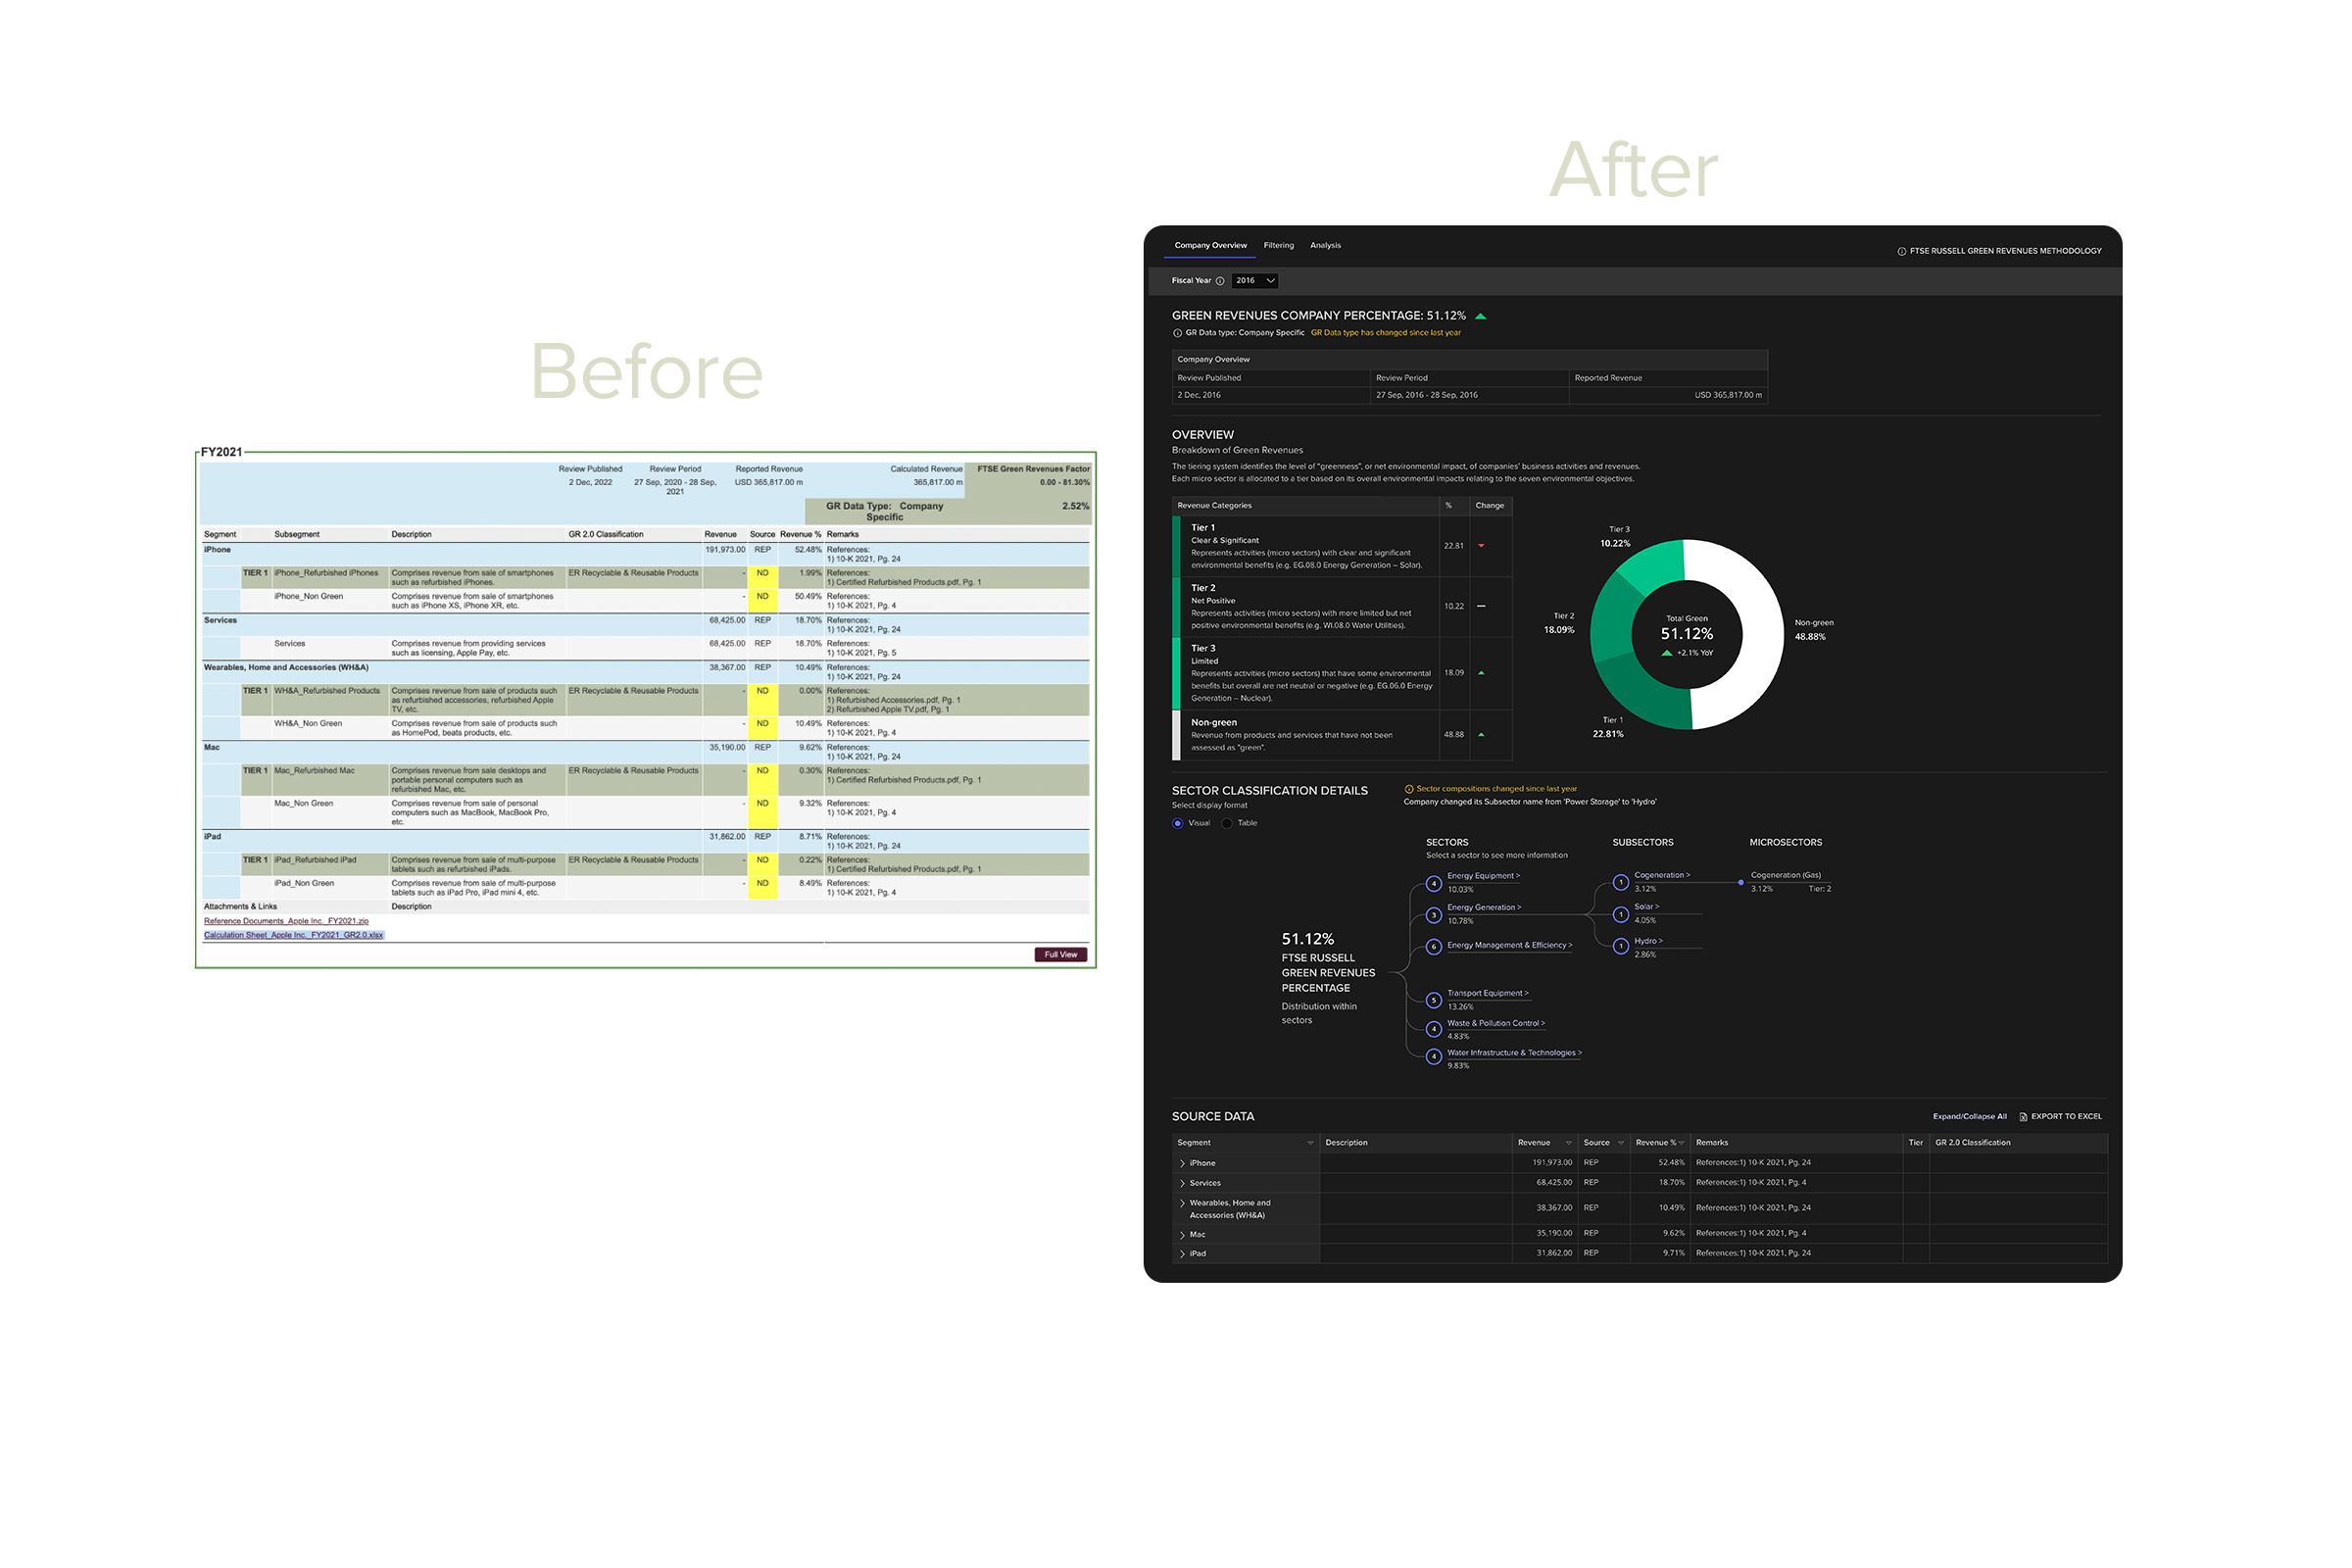 Before
FY2021
Review Published Review Period Reported Revenue Calculated Revenue FTSE Green Revenues Factor
2 Dec, 2022 27 Sep, 2020 - 28 Sep, USD 365,817.00 m 365,817.00 m 0.00 - 81.30%
2021
GR Data Type: Company 2.52%
Specific
Segment Subsegment Description GR 2.0 Classification Revenue Source Revenue % Remarks
iPhone 191,973.00 REP 52.48% References:
1) 10-K 2021, Pg. 24
TIER 1 iPhone_Refurbished iPhones Comprises revenue from sale of smartphones ER Recyclable & Reusable Products - ND 1.99% References:
such as refurbished iPhones. 1) Certified Refurbished Products.pdf, Pg. 1
iPhone_Non Green Comprises revenue from sale of smartphones - ND 50.49% References:
such as iPhone XS, iPhone XR, etc. 1) 10-K 2021, Pg. 4
Services 68,425.00 REP 18.70% References:
1) 10-K 2021, Pg. 24
Services Comprises revenue from providing services 68,425.00 REP 18.70% References:
such as licensing, Apple Pay, etc. 1) 10-K 2021, Pg. 5
Wearables, Home and Accessories (WH&A) 38,367.00 REP 10.49% References:
1) 10-K 2021, Pg. 24
TIER 1 WH&A_Refurbished Products Comprises revenue from sale of products such ER Recyclable & Reusable Products - ND 0.00% References:
as refurbished accessories, refurbished Apple 1) Refurbished Accessories.pdf, Pg. 1
TV, etc. 2) Refurbished Apple TV.pdf, Pg. 1
WH&A_Non Green Comprises revenue from sale of products such - ND 10.49% References:
as HomePod, beats products, etc. 1) 10-K 2021, Pg. 4
Mac 35,190.00 REP 9.62% References:
1) 10-K 2021, Pg. 24
TIER 1 Mac_Refurbished Mac Comprises revenue from sale desktops and ER Recyclable & Reusable Products - ND 0.30% References:
portable personal computers such as 1) Certified Refurbished Products.pdf, Pg. 1
refurbished Mac, etc.
Mac_Non Green Comprises revenue from sale of personal - ND 9.32% References:
computers such as MacBook, MacBook Pro, 1) 10-K 2021, Pg. 4
etc.
iPad 31,862.00 REP 8.71% References:
1) 10-K 2021, Pg. 24
TIER 1 iPad_Refurbished iPad Comprises revenue from sale of multi-purpose ER Recyclable & Reusable Products - ND 0.22% References:
tablets such as refurbished iPads. 1) Certified Refurbished Products.pdf, Pg. 1
iPad_Non Green Comprises revenue from sale of multi-purpose - ND 8.49% References:
tablets such as iPad Pro, iPad mini 4, etc. 1) 10-K 2021, Pg. 4
Attachments & Links Description
Reference Documents_Apple Inc._FY2021.zip
Calculation Sheet_Apple Inc._FY2021_GR2.0.xlsx
Full View
After
Company Overview Filtering Analysis
FTSE RUSSELL GREEN REVENUES METHODOLOGY
Fiscal Year 2016
GREEN REVENUES COMPANY PERCENTAGE: 51.12%
GR Data type: Company Specific GR Data type has changed since last year
Company Overview
Review Published Review Period Reported Revenue
2 Dec, 2016 27 Sep, 2016 - 28 Sep, 2016 USD 365,817.00 m
OVERVIEW
Breakdown of Green Revenues
The tiering system identifies the level of "greenness", or net environmental impact, of companies' business activities and revenues.
Each micro sector is allocated to a tier based on its overall environmental impacts relating to the seven environmental objectives.
Revenue Categories % Change
Tier 1
Clear & Significant
Represents activities (micro sectors) with clear and significant
environmental benefits (e.g. EG.08.0 Energy Generation – Solar).
22.81
Tier 2
Net Positive
Represents activities (micro sectors) with more limited but net
positive environmental benefits (e.g. WI.08.0 Water Utilities).
10.22 —
Tier 3
Limited
Represents activities (micro sectors) that have some environmental
benefits but overall are net neutral or negative (e.g. EG.06.0 Energy
Generation – Nuclear).
18.09
Non-green
Revenue from products and services that have not been
assessed as "green".
48.88
Tier 3
10.22%
Tier 2
18.09%
Tier 1
22.81%
Total Green
51.12%
+2.1% YoY
Non-green
48.88%
SECTOR CLASSIFICATION DETAILS
Select display format
Visual Table
Sector compositions changed since last year
Company changed its Subsector name from 'Power Storage' to 'Hydro'
51.12%
FTSE RUSSELL
GREEN REVENUES
PERCENTAGE
Distribution within
sectors
SECTORS
Select a sector to see more information
4 Energy Equipment >
10.03%
3 Energy Generation >
10.78%
6 Energy Management & Efficiency >
5 Transport Equipment >
13.26%
4 Waste & Pollution Control >
4.83%
4 Water Infrastructure & Technologies >
9.83%
SUBSECTORS
1 Cogeneration >
3.12%
1 Solar >
4.05%
1 Hydro >
2.86%
MICROSECTORS
Cogeneration (Gas)
3.12% Tier: 2
SOURCE DATA
Expand/Collapse All EXPORT TO EXCEL
Segment Description Revenue Source Revenue % Remarks Tier GR 2.0 Classification
iPhone 191,973.00 REP 52.48% References:1) 10-K 2021, Pg. 24
Services 68,425.00 REP 18.70% References:1) 10-K 2021, Pg. 4
Wearables, Home and
Accessories (WH&A) 38,367.00 REP 10.49% References:1) 10-K 2021, Pg. 24
Mac 35,190.00 REP 9.62% References:1) 10-K 2021, Pg. 4
iPad 31,862.00 REP 9.71% References:1) 10-K 2021, Pg. 24